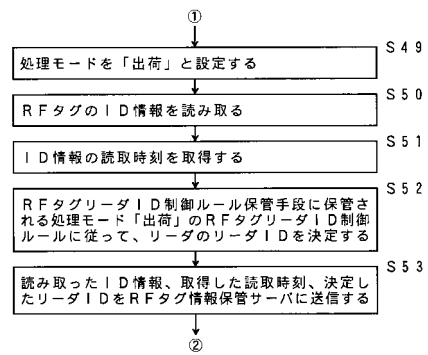 ①
S49
処理モードを「出荷」と設定する
S50
RFタグのID情報を読み取る
S51
ID情報の読取時刻を取得する
S52
RFタグリーダID制御ルール保管手段に保管さ
れる処理モード「出荷」のRFタグリーダID制御
ルールに従って、リーダのリーダIDを決定する
S53
読み取ったID情報、取得した読取時刻、決定し
たリーダIDをRFタグ情報保管サーバに送信する
②